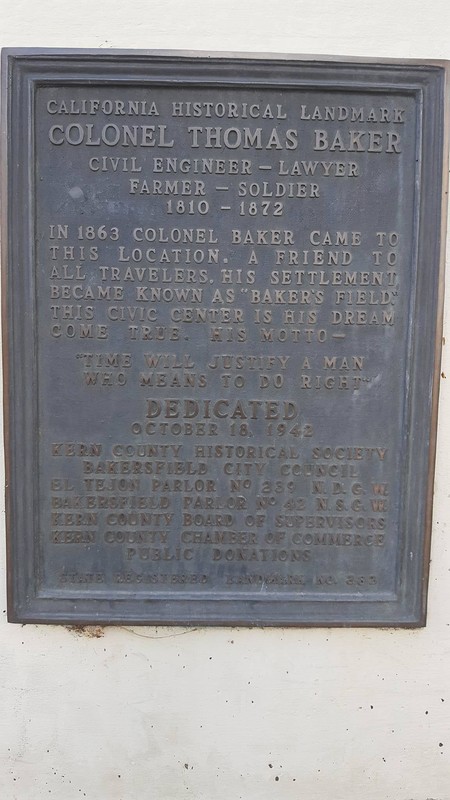 CALIFORNIA HISTORICAL LANDMARK
COLONEL THOMAS BAKER
CIVIL ENGINEER – LAWYER
FARMER – SOLDIER
1810 – 1872
IN 1863 COLONEL BAKER CAME TO
THIS LOCATION. A FRIEND TO
ALL TRAVELERS. HIS SETTLEMENT
BECAME KNOWN AS "BAKER'S FIELD"
THIS CIVIC CENTER IS HIS DREAM
COME TRUE. HIS MOTTO—
"TIME WILL JUSTIFY A MAN
WHO MEANS TO DO RIGHT"
DEDICATED
OCTOBER 18, 1942
KERN COUNTY HISTORICAL SOCIETY
BAKERSFIELD CITY COUNCIL
EL TEJON PARLOR Nº 239 N.D.G.W.
BAKERSFIELD PARLOR Nº 42 N.S.G.W.
KERN COUNTY BOARD OF SUPERVISORS
KERN COUNTY CHAMBER OF COMMERCE
PUBLIC DONATIONS
STATE REGISTERED LANDMARK NO. 382